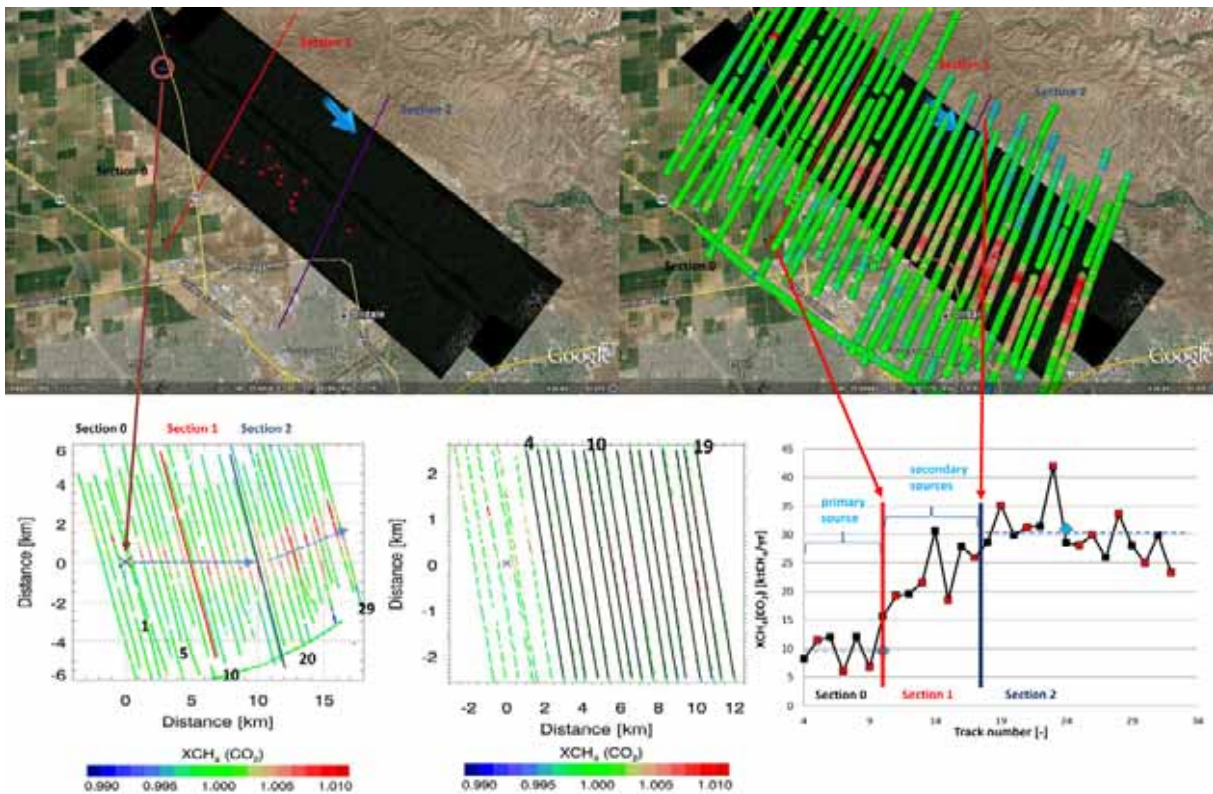 Section 1
Section 2
Section 0
Google
Section 1
Section 2
Section 0
Google
Section 0 Section 1 Section 2
6
4
2
0
-2
-4
-6
Distance [km]
1
5
10
20
29
0 5 10 15
Distance [km]
XCH₄ (CO₂)
0.990 0.995 1.000 1.005 1.010
4 10 19
2
1
0
-1
-2
Distance [km]
-2 0 2 4 6 8 10 12
Distance [km]
XCH₄ (CO₂)
0.990 0.995 1.000 1.005 1.010
45
40
35
30
25
20
15
10
5
0
XCH₄(CO₂) [ktCH₄/yr]
primary
source
secondary
sources
Section 0 Section 1 Section 2
4 9 14 19 24 29 34
Track number [-]